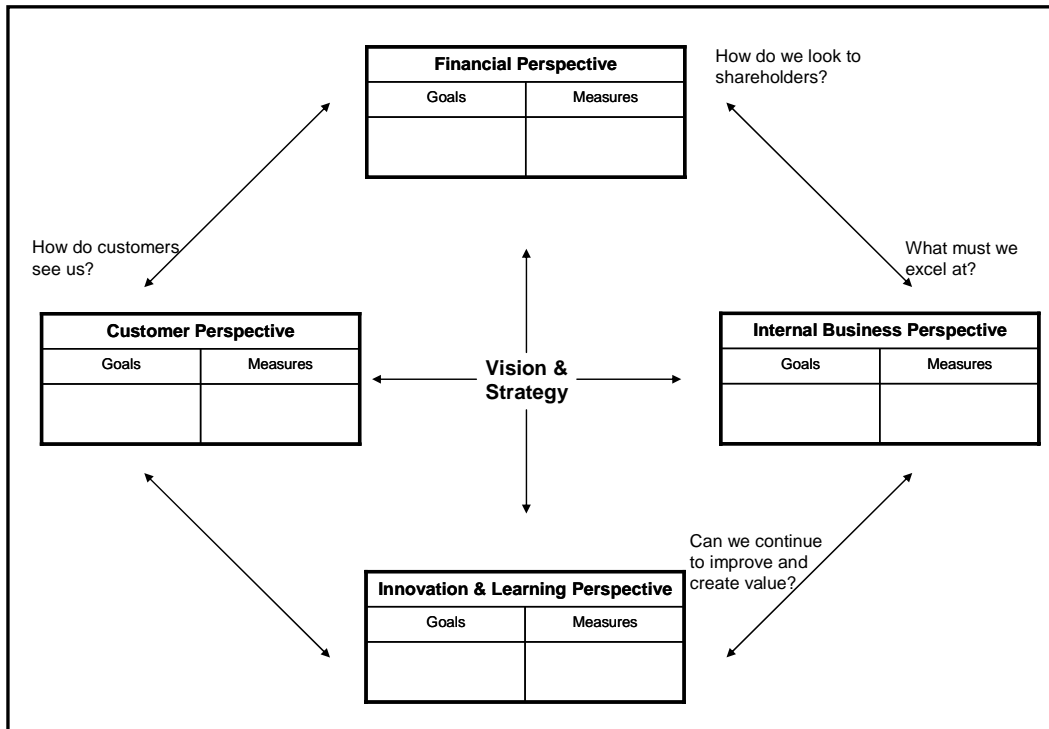 Financial Perspective
Goals Measures
How do we look to
shareholders?
How do customers
see us?
What must we
excel at?
Customer Perspective
Goals Measures
Vision &
Strategy
Internal Business Perspective
Goals Measures
Can we continue
to improve and
create value?
Innovation & Learning Perspective
Goals Measures